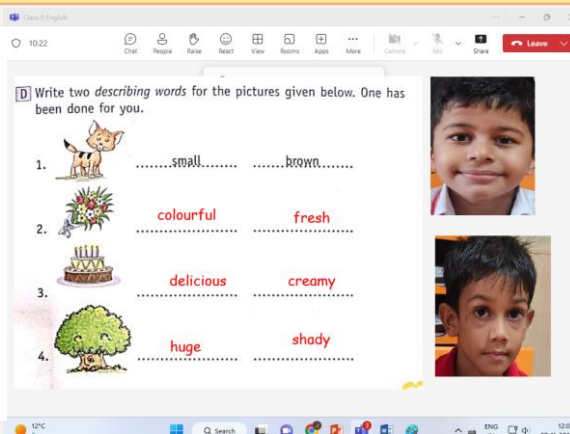 Class II English
10:22
Chat People Raise React View Rooms Apps More Camera Mic Share Leave
D Write two describing words for the pictures given below. One has
been done for you.
1. small brown
2. colourful fresh
3. delicious creamy
4. huge shady
12°C Search ENG